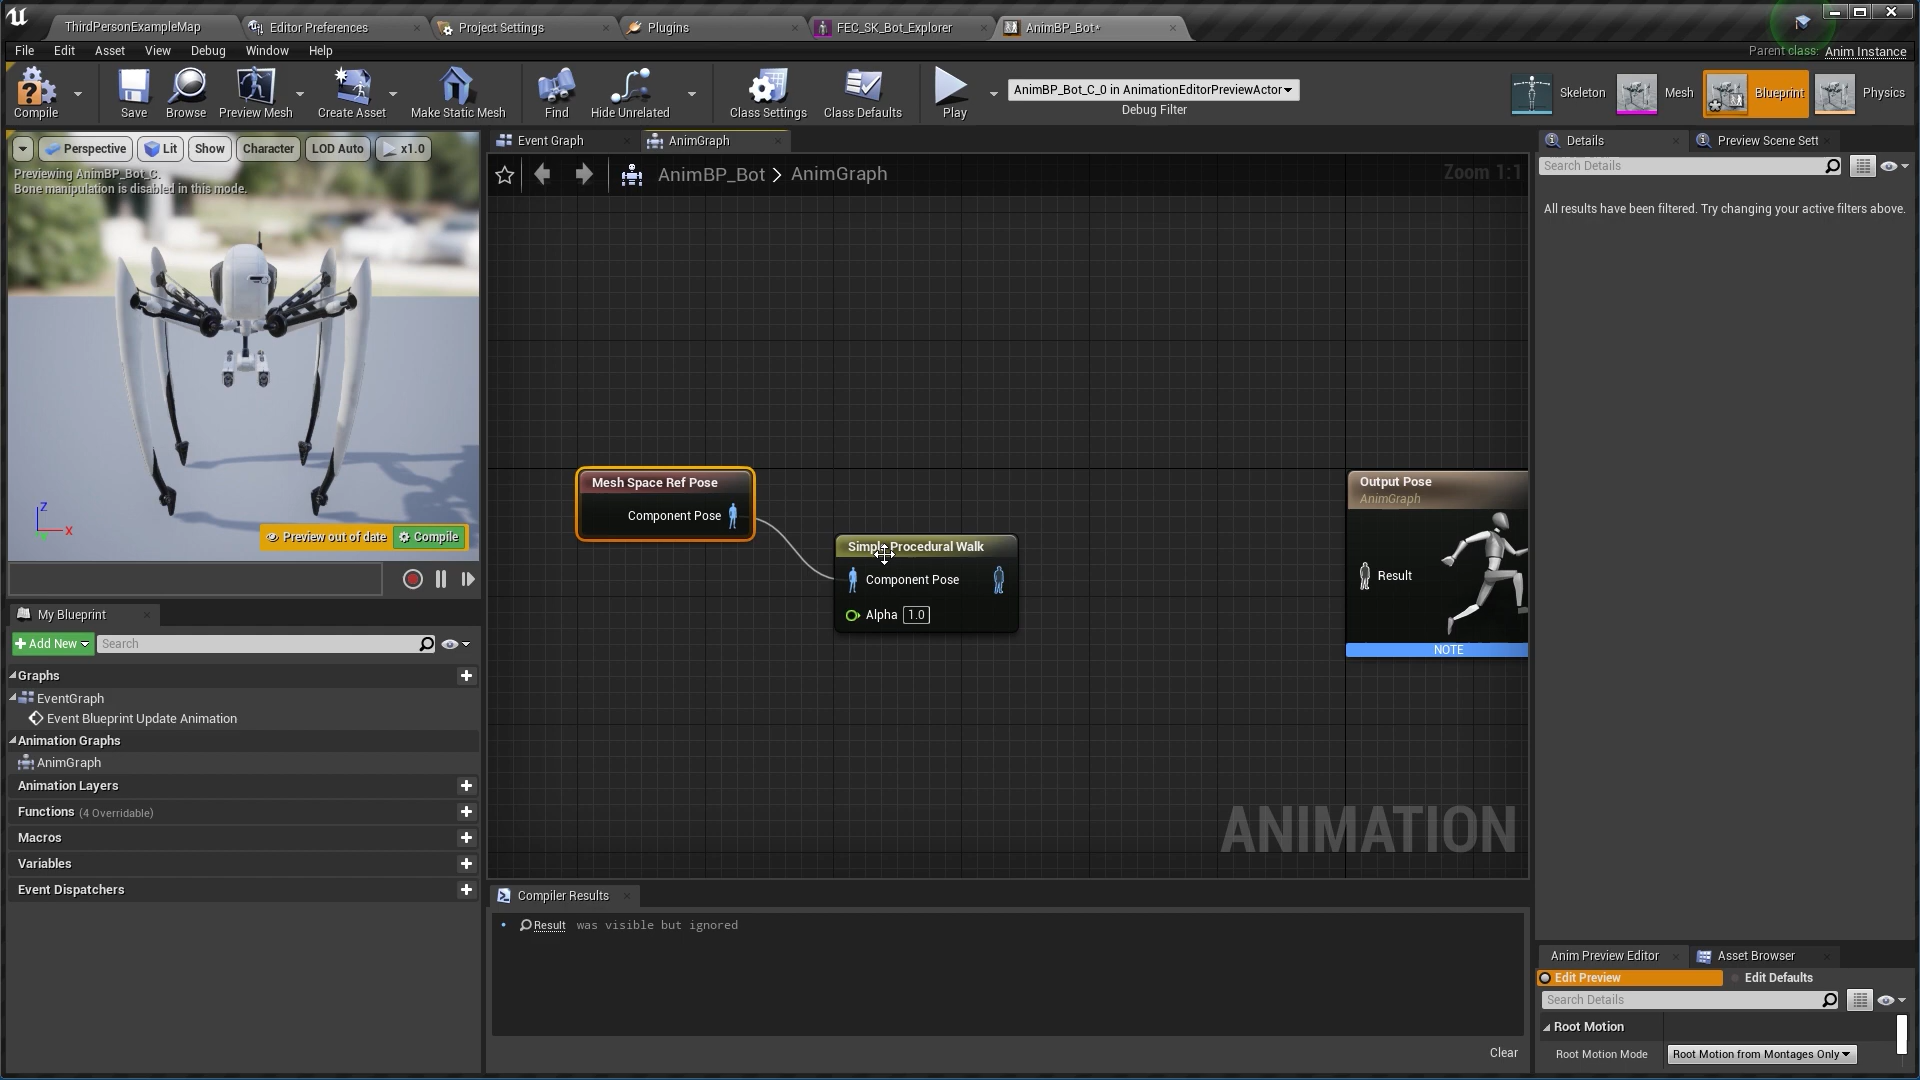 ThirdPersonExampleMap
Editor Preferences
Project Settings
Plugins
FEC_SK_Bot_Explorer
AnimBP_Bot*
File Edit Asset View Debug Window Help
Parent class: Anim Instance
Compile
Save
Browse
Preview Mesh
Create Asset
Make Static Mesh
Find
Hide Unrelated
Class Settings
Class Defaults
Play
AnimBP_Bot_C_0 in AnimationEditorPreviewActor
Debug Filter
Skeleton
Mesh
Blueprint
Physics
Perspective
Lit
Show
Character
LOD Auto
x1.0
Previewing AnimBP_Bot_C.
Bone manipulation is disabled in this mode.
Z
X
Preview out of date
Compile
My Blueprint
Add New
Search
Graphs
EventGraph
Event Blueprint Update Animation
Animation Graphs
AnimGraph
Animation Layers
Functions (4 Overridable)
Macros
Variables
Event Dispatchers
Event Graph
AnimGraph
AnimBP_Bot > AnimGraph
Zoom 1:1
Mesh Space Ref Pose
Component Pose
Simple Procedural Walk
Component Pose
Alpha 1.0
Output Pose
AnimGraph
Result
NOTE
ANIMATION
Compiler Results
Result was visible but ignored
Clear
Details
Preview Scene Sett
Search Details
All results have been filtered. Try changing your active filters above.
Anim Preview Editor
Asset Browser
Edit Preview
Edit Defaults
Search Details
Root Motion
Root Motion Mode
Root Motion from Montages Only